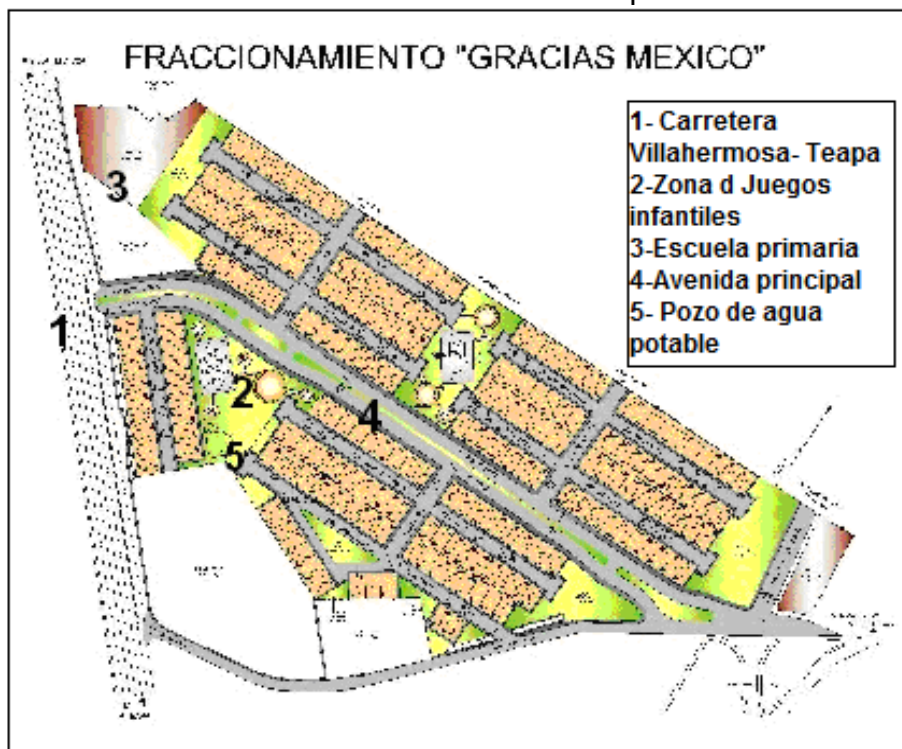 FRACCIONAMIENTO "GRACIAS MEXICO"
1- Carretera
Villahermosa- Teapa
2-Zona d Juegos
infantiles
3-Escuela primaria
4-Avenida principal
5- Pozo de agua
potable
3
1
2
4
5